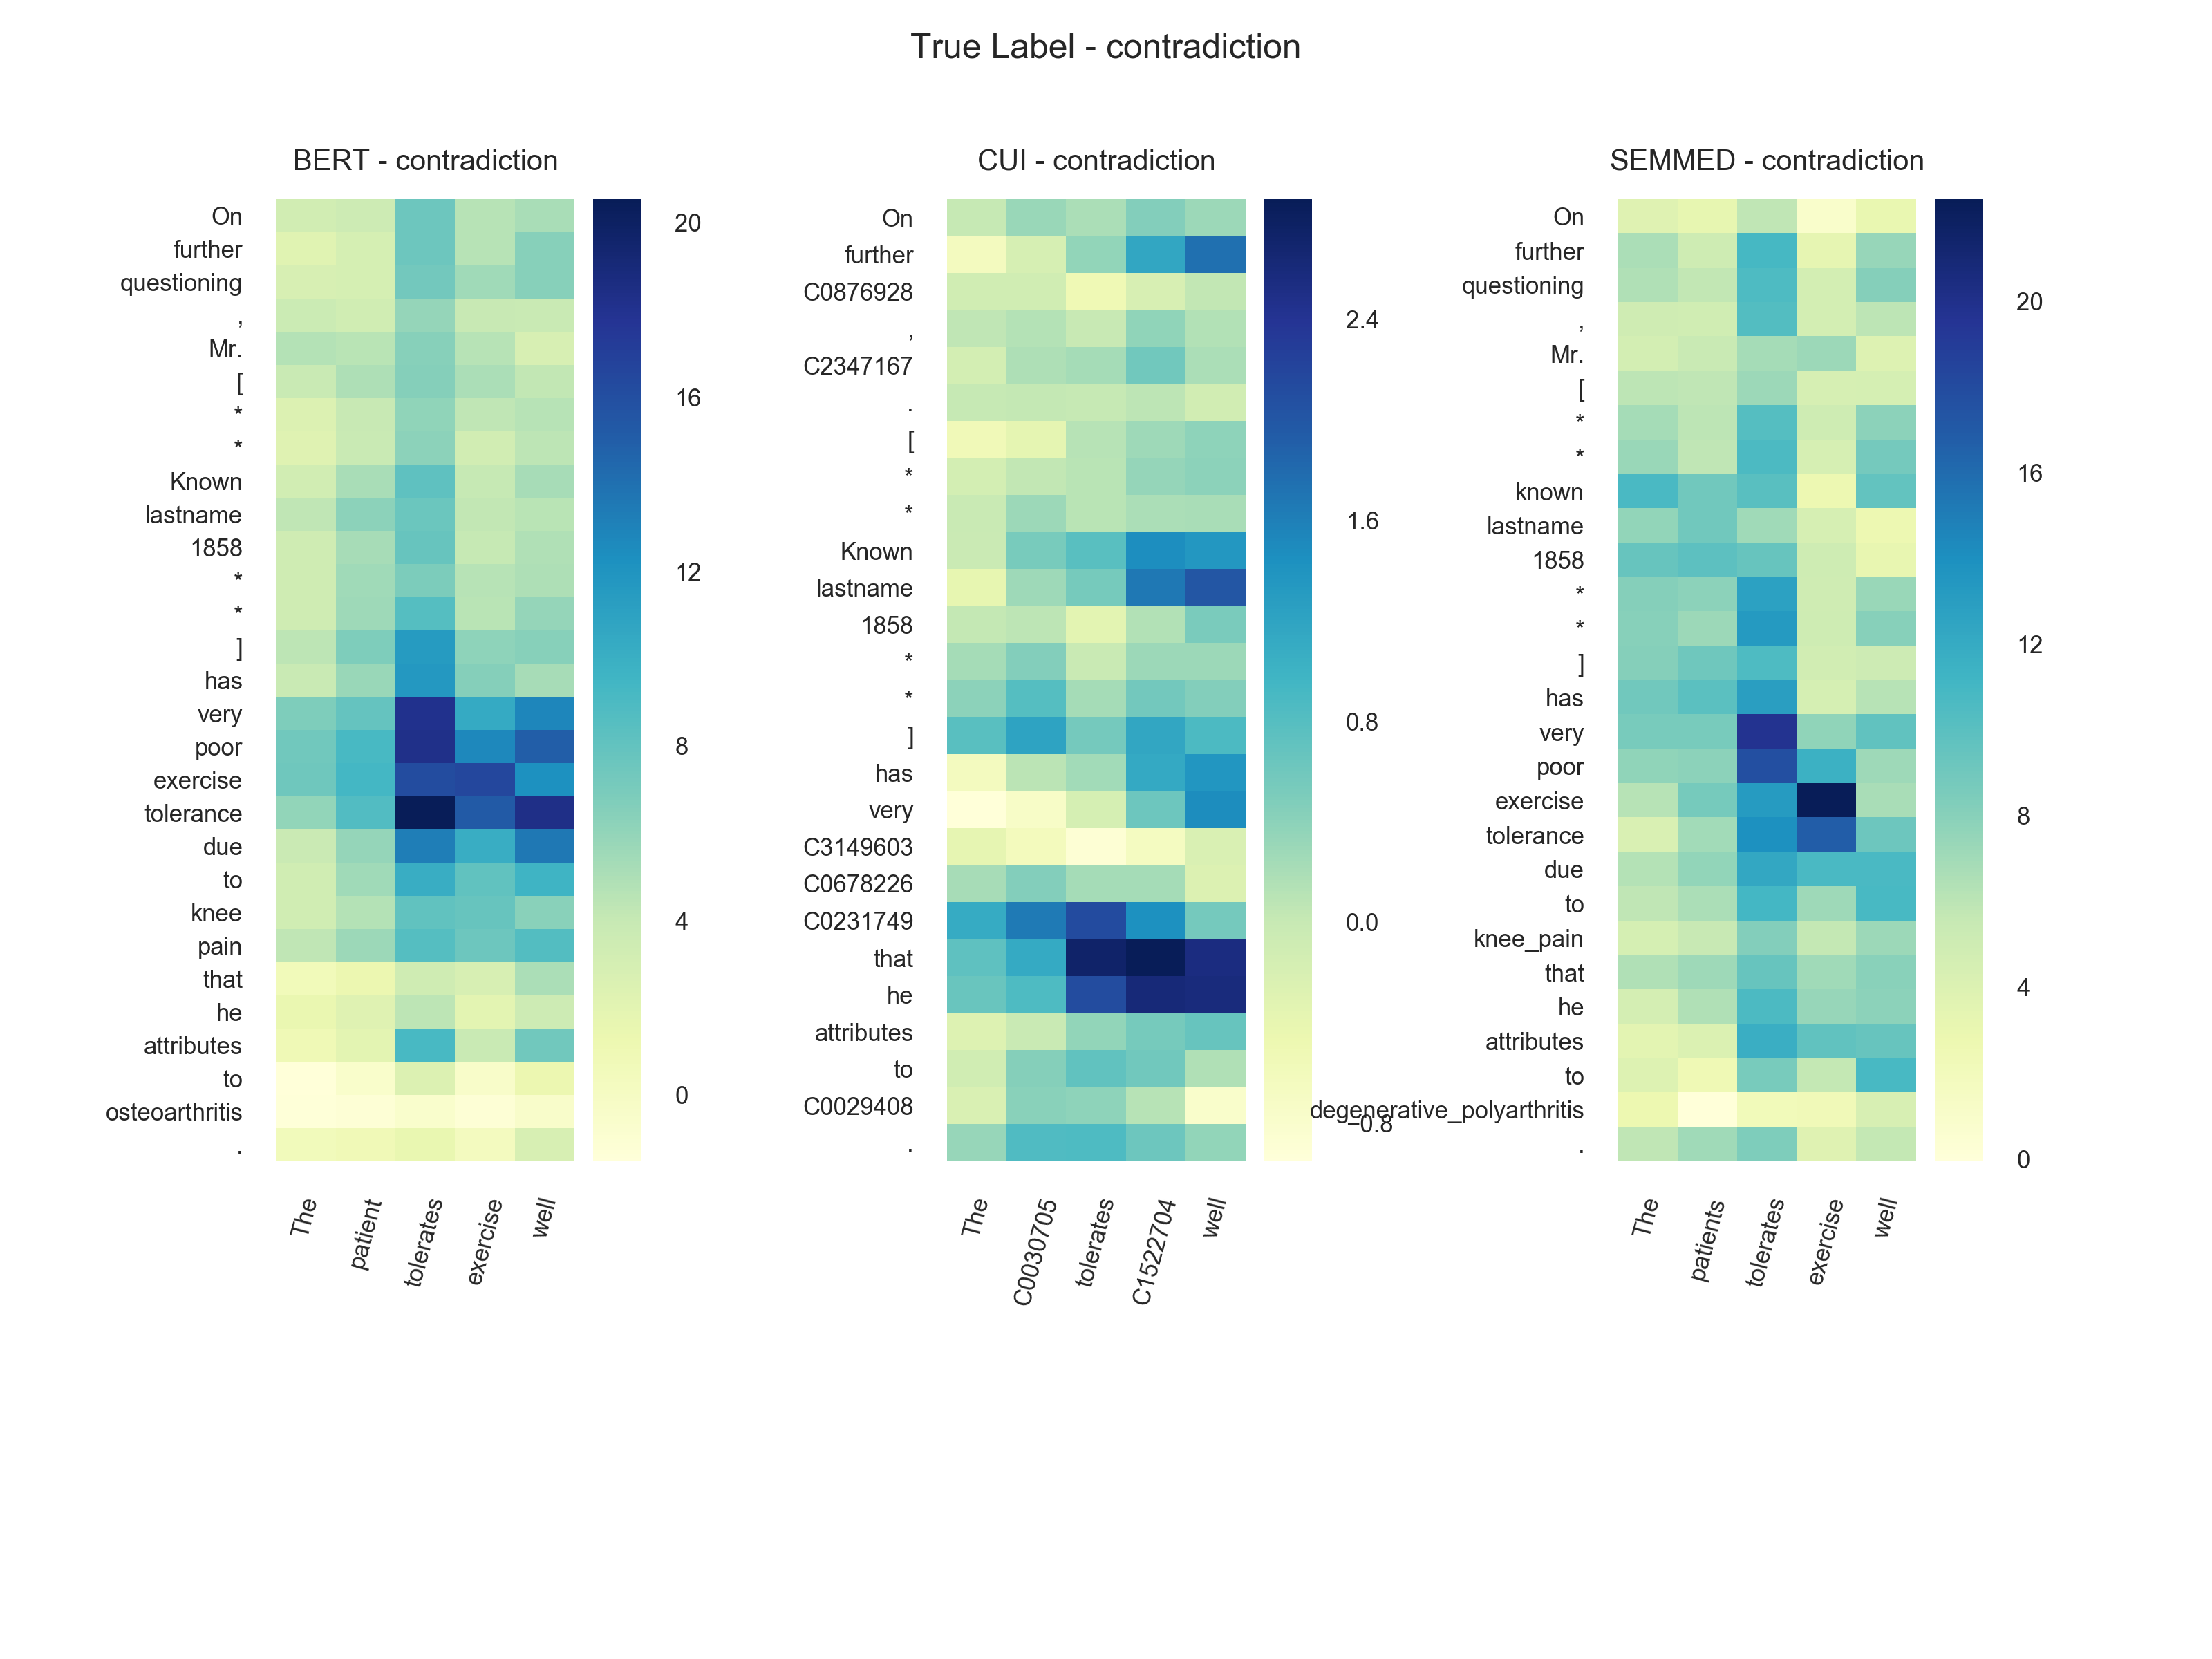 True Label - contradiction
BERT - contradiction
On
further
questioning
,
Mr.
[
*
*
Known
lastname
1858
*
*
]
has
very
poor
exercise
tolerance
due
to
knee
pain
that
he
attributes
to
osteoarthritis
.
The
patient
tolerates
exercise
well
20
16
12
8
4
0
CUI - contradiction
On
further
C0876928
,
C2347167
.
[
*
*
Known
lastname
1858
*
*
]
has
very
C3149603
C0678226
C0231749
that
he
attributes
to
C0029408
.
The
C0030705
tolerates
C1522704
well
2.4
1.6
0.8
0.0
−0.8
SEMMED - contradiction
On
further
questioning
,
Mr.
[
*
*
known
lastname
1858
*
*
]
has
very
poor
exercise
tolerance
due
to
knee_pain
that
he
attributes
to
degenerative_polyarthritis
.
The
patients
tolerates
exercise
well
20
16
12
8
4
0